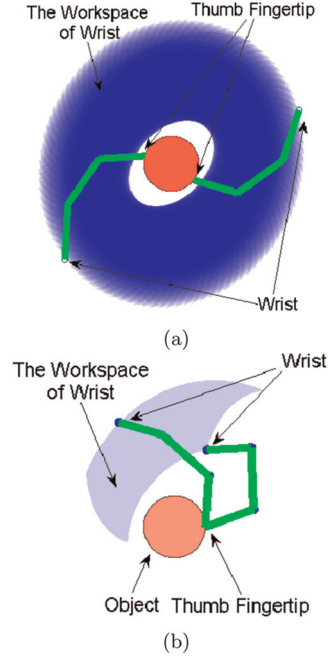 Thumb Fingertip
The Workspace
of Wrist
Wrist
(a)
Wrist
The Workspace
of Wrist
Object
Thumb Fingertip
(b)